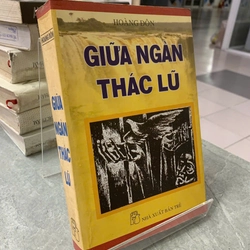 HOÀNG ĐÔN
GIỮA NGÀN
THÁC LŨ
NHÀ XUẤT BẢN TRẺ
GIỮA NGÀN
THÁC LŨ